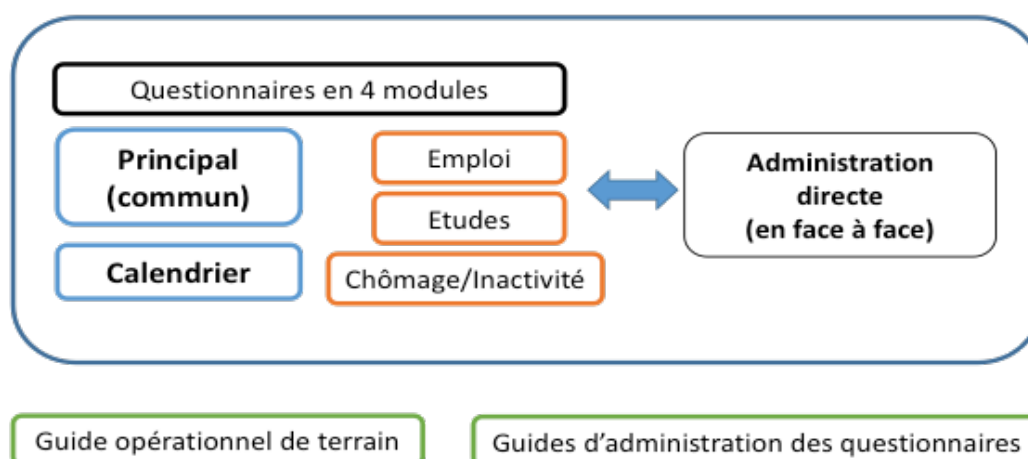 Questionnaires en 4 modules
Principal
(commun)
Calendrier
Emploi
Etudes
Chômage/Inactivité
Administration
directe
(en face à face)
Guide opérationnel de terrain
Guides d’administration des questionnaires